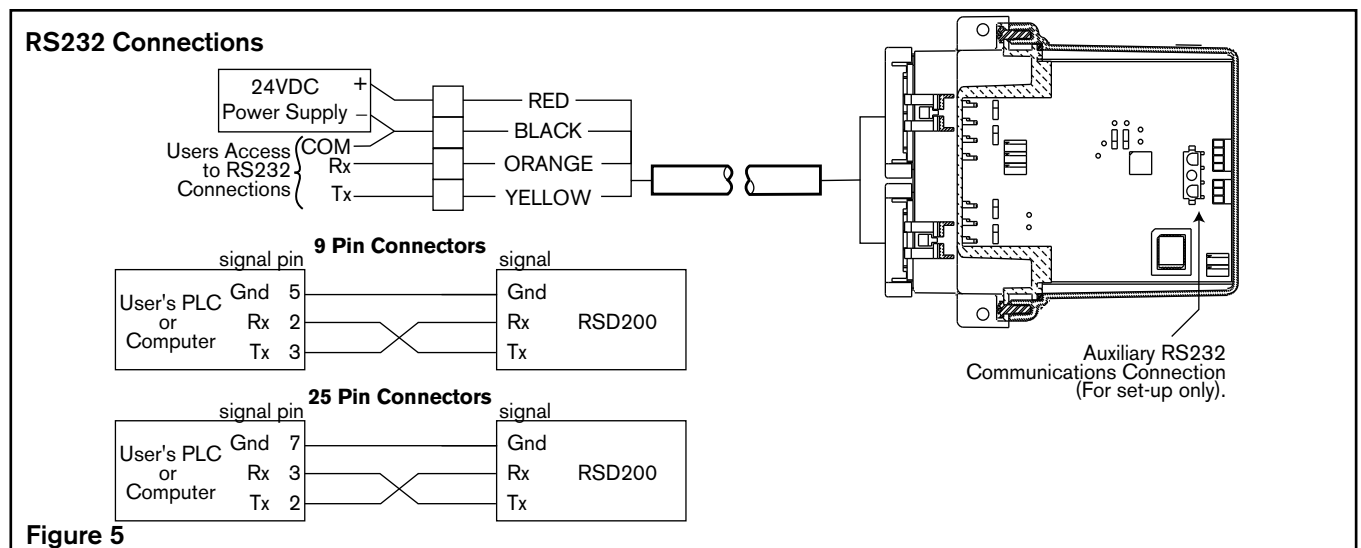 RS232 Connections
24VDC +
Power Supply –
Users Access
to RS232
Connections
COM
Rx
Tx
RED
BLACK
ORANGE
YELLOW
9 Pin Connectors
signal pin
signal
User's PLC
or
Computer
Gnd 5
Rx 2
Tx 3
Gnd
Rx
Tx
RSD200
25 Pin Connectors
signal pin
signal
User's PLC
or
Computer
Gnd 7
Rx 3
Tx 2
Gnd
Rx
Tx
RSD200
Auxiliary RS232
Communications Connection
(For set-up only).
Figure 5